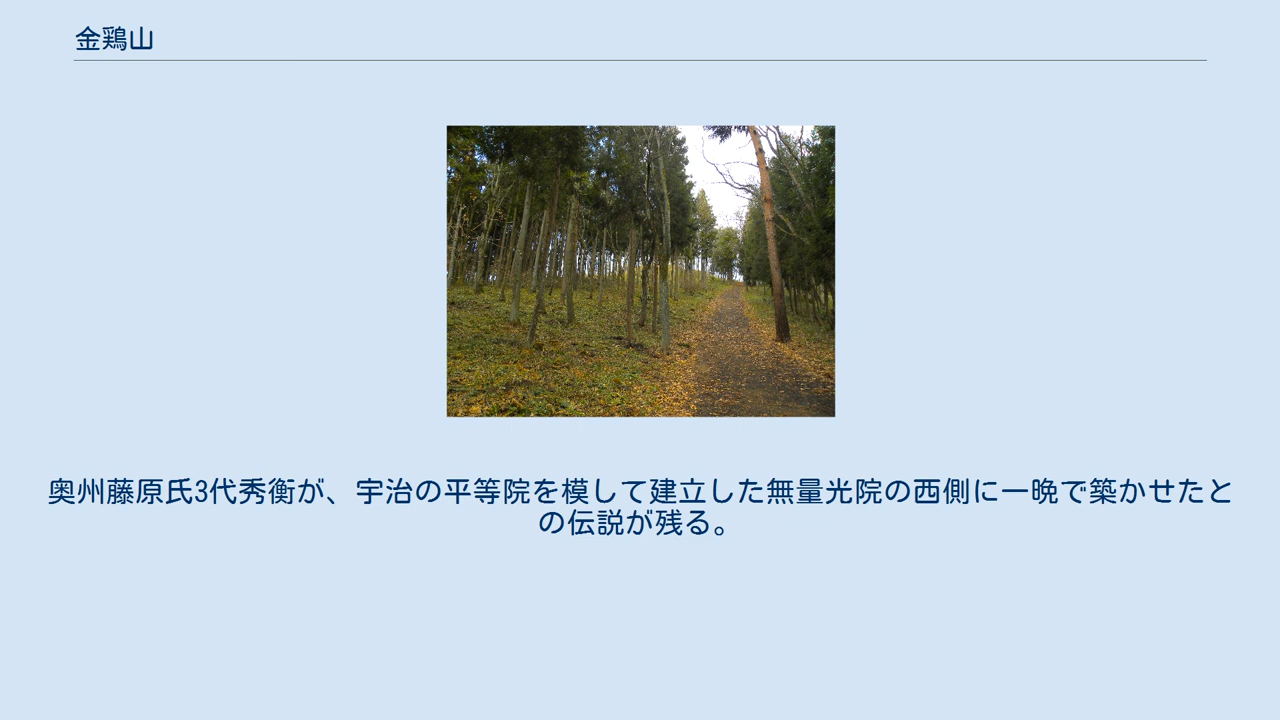 金鶏山
奥州藤原氏3代秀衡が、宇治の平等院を模して建立した無量光院の西側に一晩で築かせたと
の伝説が残る。